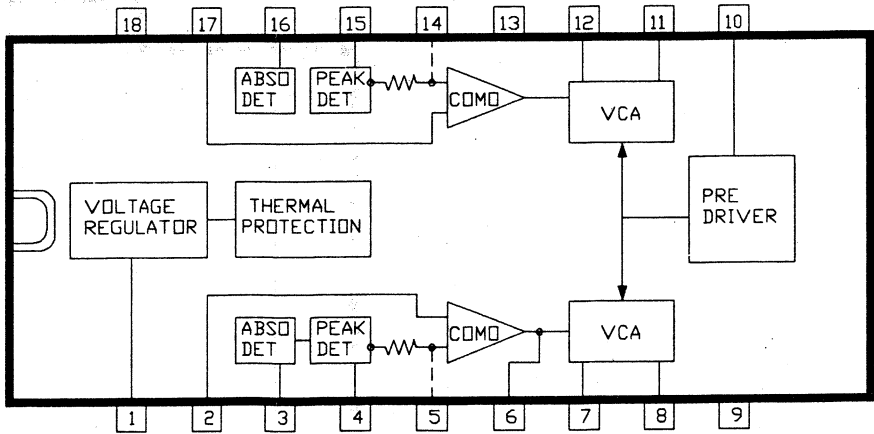 18 17 16 15 14 13 12 11 10
ABSO
DET
PEAK
DET
COMO
VCA
VOLTAGE
REGULATOR
THERMAL
PROTECTION
PRE
DRIVER
ABSO
DET
PEAK
DET
COMO
VCA
1 2 3 4 5 6 7 8 9